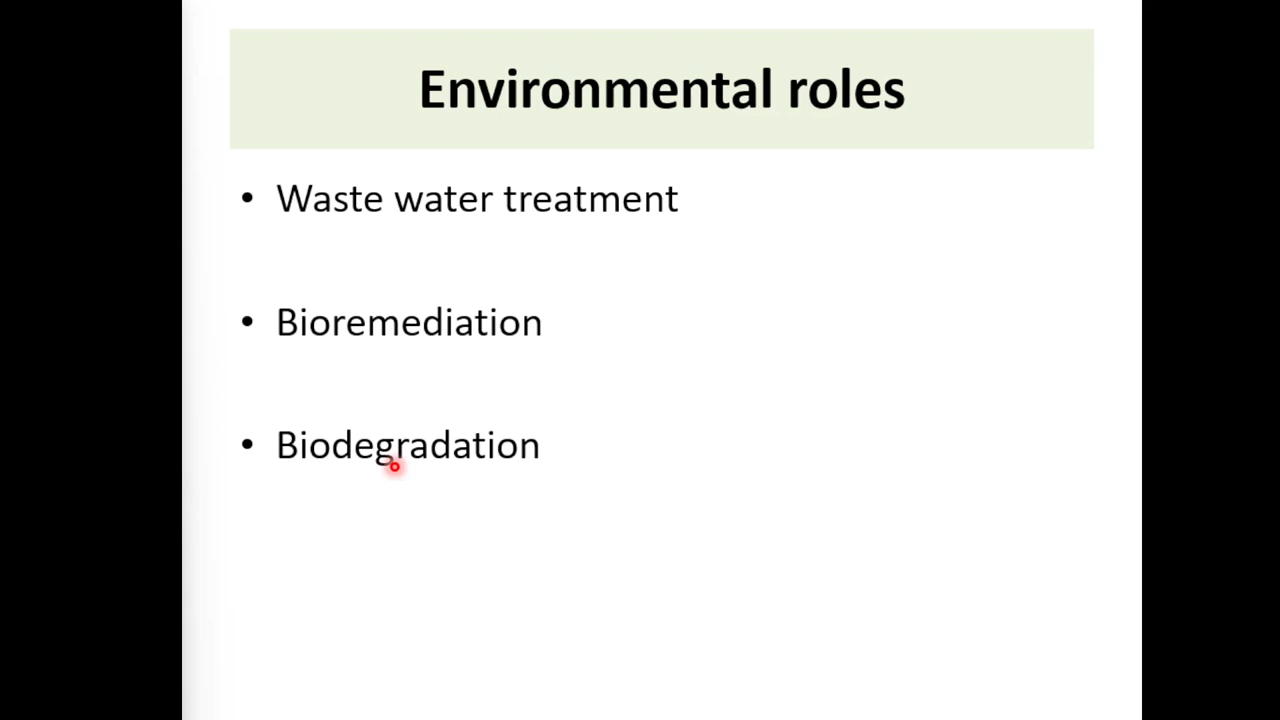 Environmental roles
• Waste water treatment
• Bioremediation
• Biodegradation